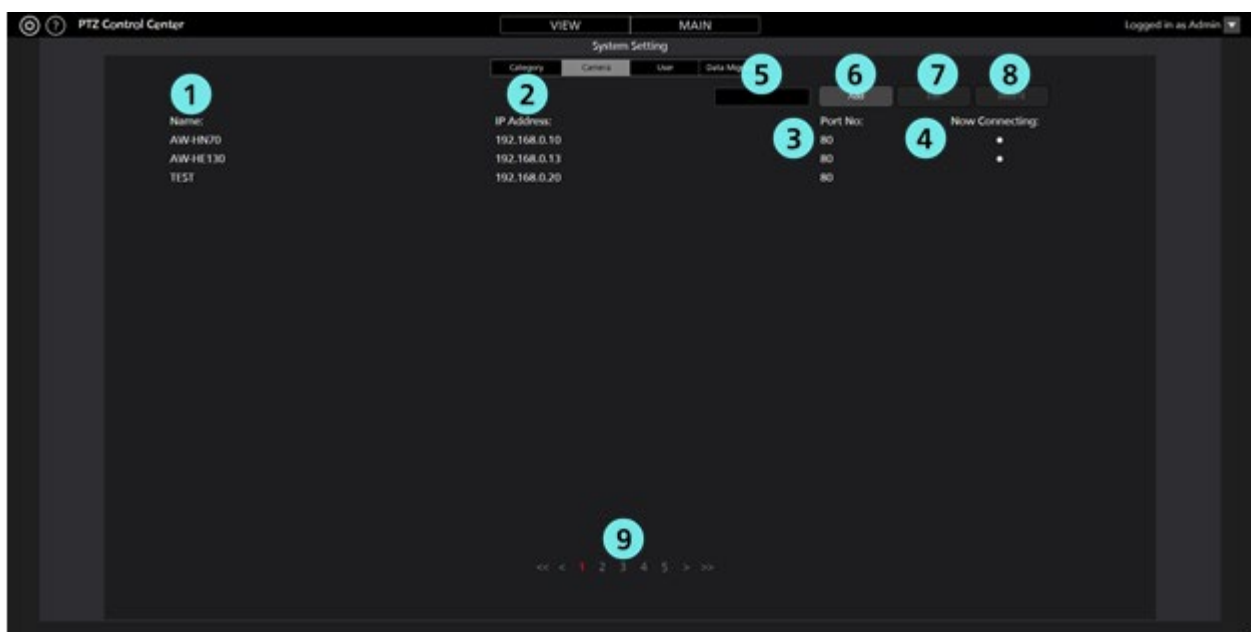 PTZ Control Center VIEW MAIN Logged in as Admin
System Setting
Category Camera User Data Mig
1 2 5 6 7 8
Add
Name: IP Address: Port No: Now Connecting:
3 4
AW-HN70 192.168.0.10 80
AW-HE130 192.168.0.13 80
TEST 192.168.0.20 80
9
<< < 1 2 3 4 5 > >>